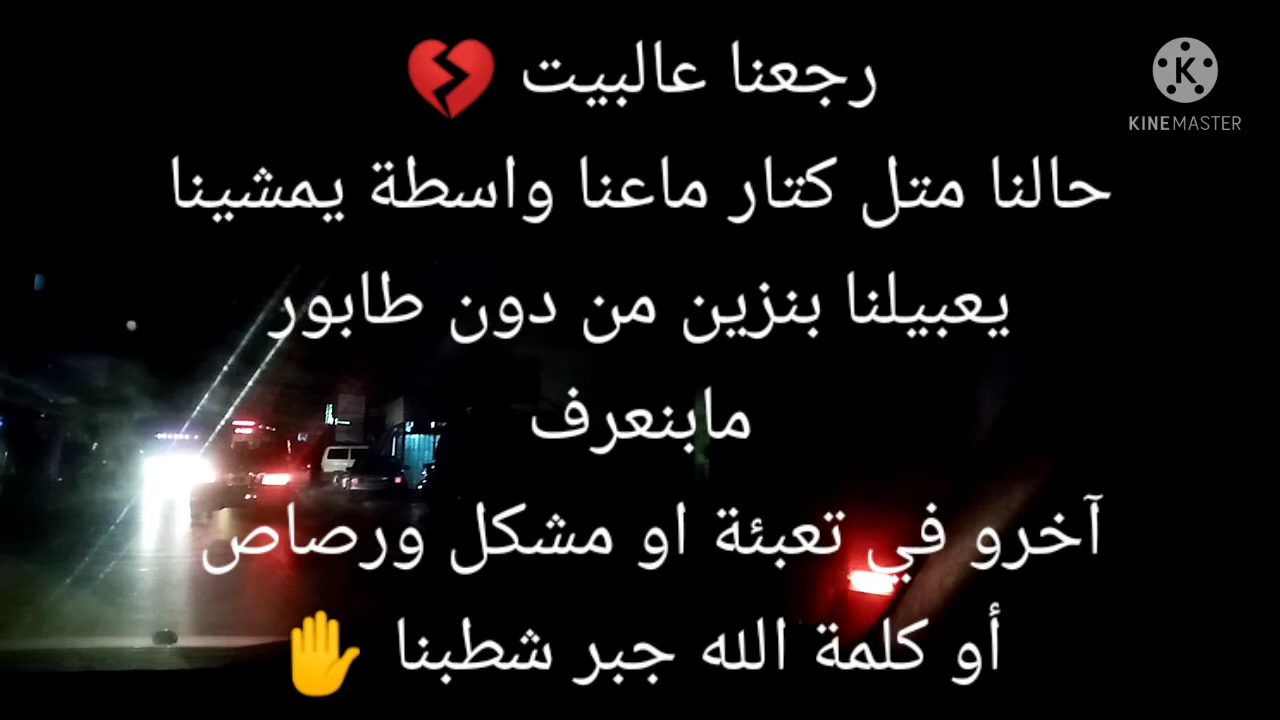 رجعنا عالبيت 💔
حالنا متل كتار ماعنا واسطة يمشينا
يعبيلنا بنزين من دون طابور
مابنعرف
آخرو في تعبئة او مشكل ورصاص
أو كلمة الله جبر شطبنا ✋
KINEMASTER